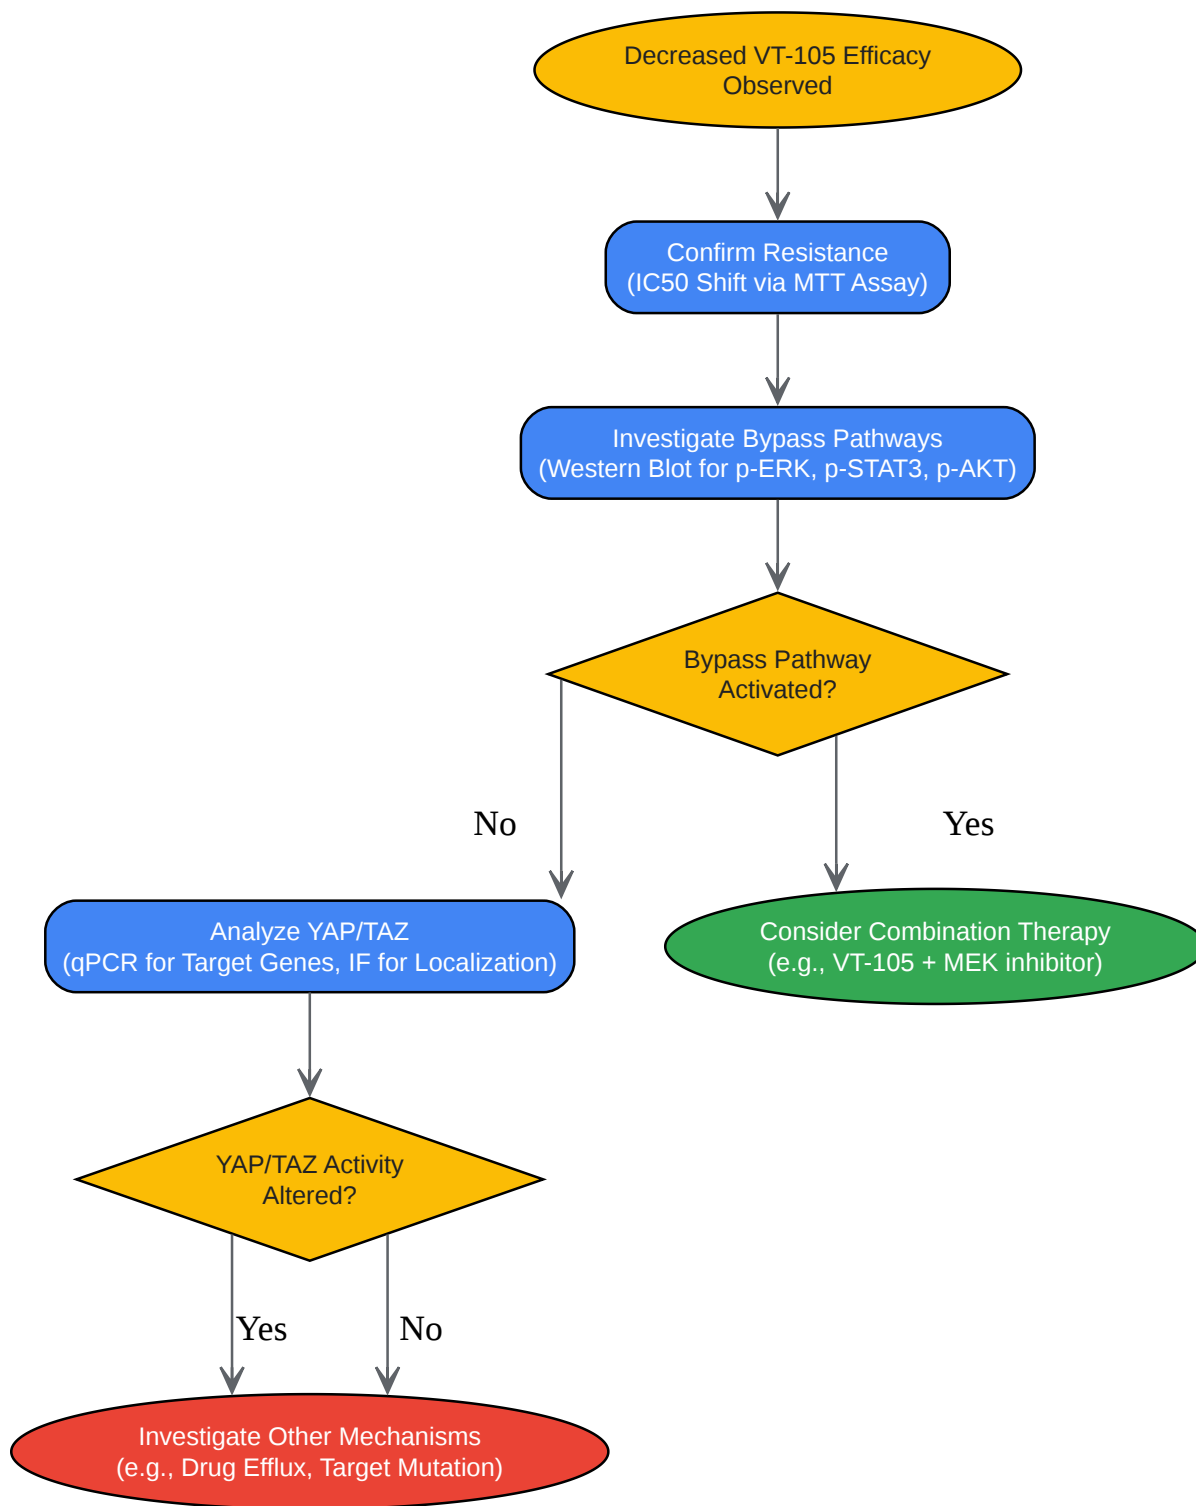 Decreased VT-105 Efficacy
Observed
Confirm Resistance
(IC50 Shift via MTT Assay)
Investigate Bypass Pathways
(Western Blot for p-ERK, p-STAT3, p-AKT)
Bypass Pathway
Activated?
No
Yes
Analyze YAP/TAZ
(qPCR for Target Genes, IF for Localization)
Consider Combination Therapy
(e.g., VT-105 + MEK inhibitor)
YAP/TAZ Activity
Altered?
Yes
No
Investigate Other Mechanisms
(e.g., Drug Efflux, Target Mutation)